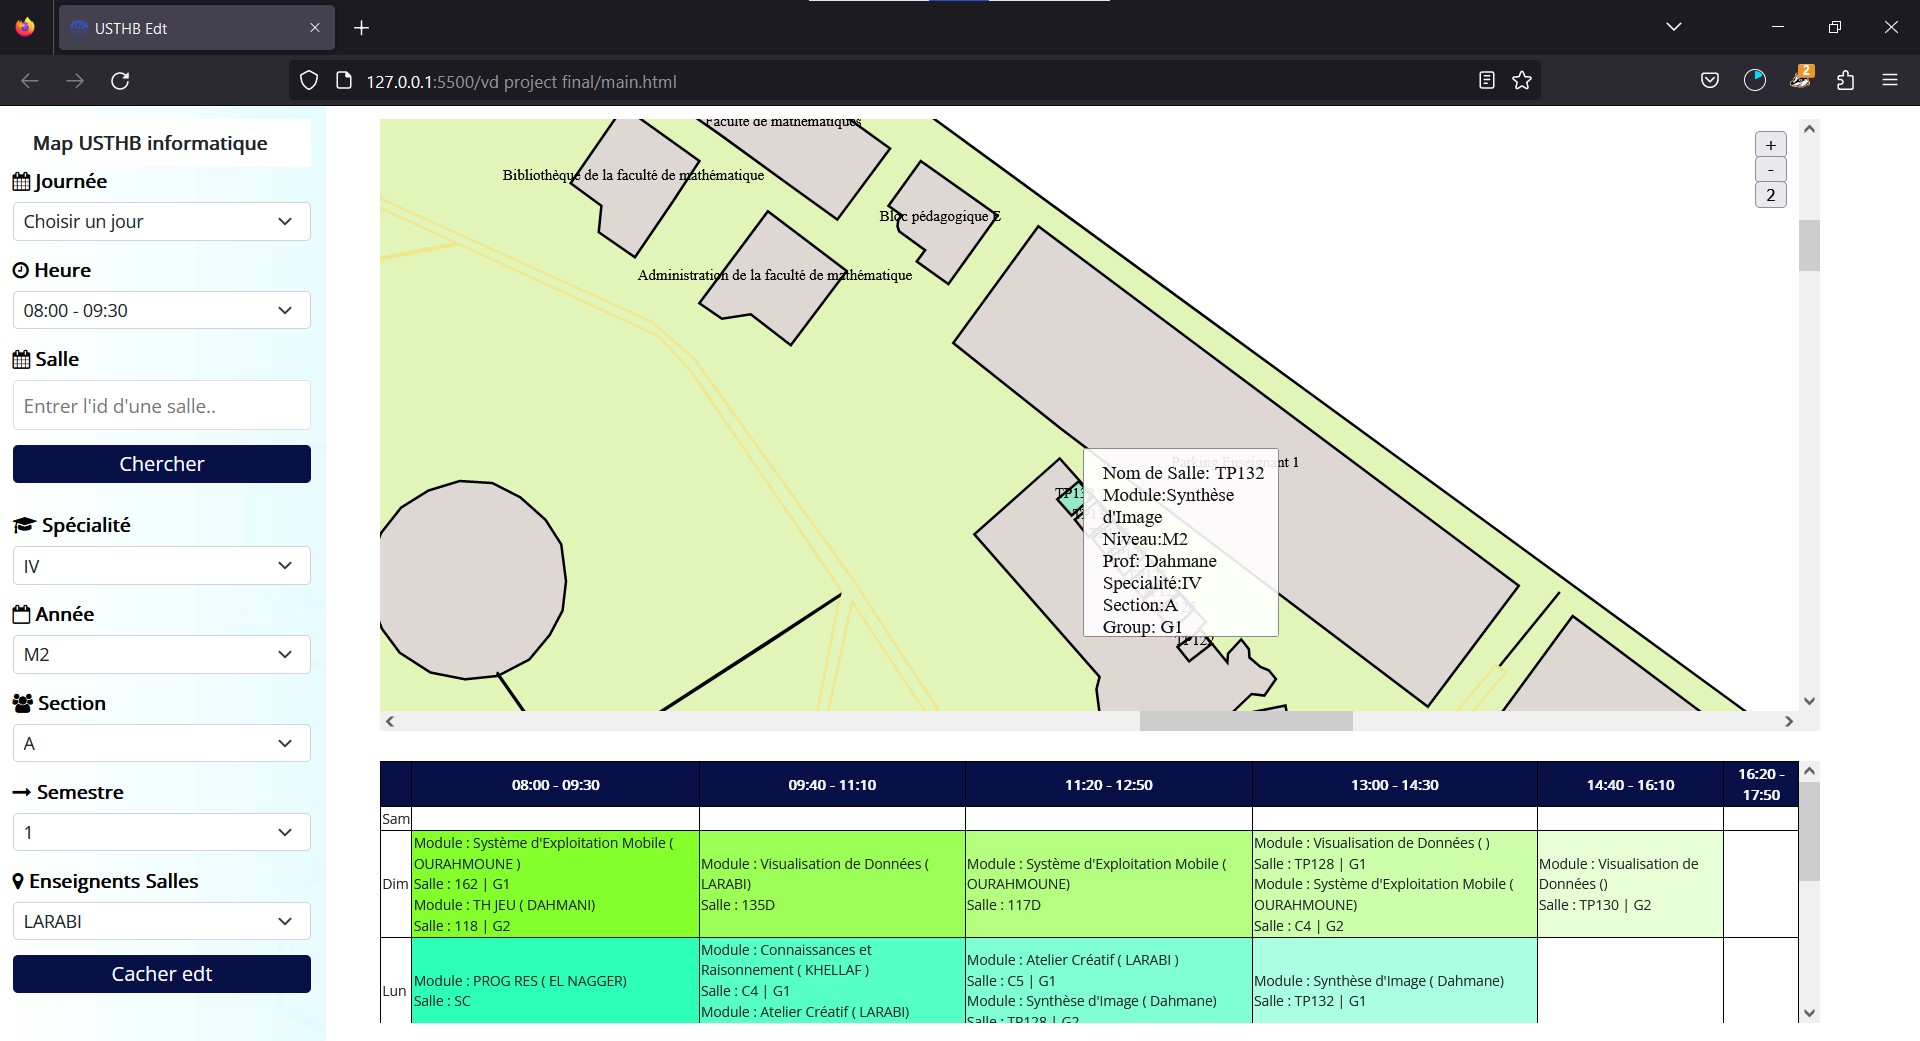 USTHB Edt
127.0.0.1:5500/vd project final/main.html
2
Map USTHB informatique
Journée
Choisir un jour
Heure
08:00 - 09:30
Salle
Entrer l'id d'une salle..
Chercher
Spécialité
IV
Année
M2
Section
A
Semestre
1
Enseignents Salles
LARABI
Cacher edt
Faculté de mathématiques
Bibliothèque de la faculté de mathématique
Bloc pédagogique E
Administration de la faculté de mathématique
+
-
2
Parking Enseignant 1
Nom de Salle: TP132
Module:Synthèse
d'Image
Niveau:M2
Prof: Dahmane
Specialité:IV
Section:A
Group: G1
08:00 - 09:30
09:40 - 11:10
11:20 - 12:50
13:00 - 14:30
14:40 - 16:10
16:20 -
17:50
Sam
Dim
Module : Système d'Exploitation Mobile (
OURAHMOUNE )
Salle : 162 | G1
Module : TH JEU ( DAHMANI)
Salle : 118 | G2
Module : Visualisation de Données (
LARABI)
Salle : 135D
Module : Système d'Exploitation Mobile (
OURAHMOUNE)
Salle : 117D
Module : Visualisation de Données ( )
Salle : TP128 | G1
Module : Système d'Exploitation Mobile (
OURAHMOUNE)
Salle : C4 | G2
Module : Visualisation de
Données ()
Salle : TP130 | G2
Lun
Module : PROG RES ( EL NAGGER)
Salle : SC
Module : Connaissances et
Raisonnement ( KHELLAF )
Salle : C4 | G1
Module : Atelier Créatif ( LARABI)
Module : Atelier Créatif ( LARABI )
Salle : C5 | G1
Module : Synthèse d'Image ( Dahmane)
Salle : TP128 | G2
Module : Synthèse d'Image ( Dahmane)
Salle : TP132 | G1